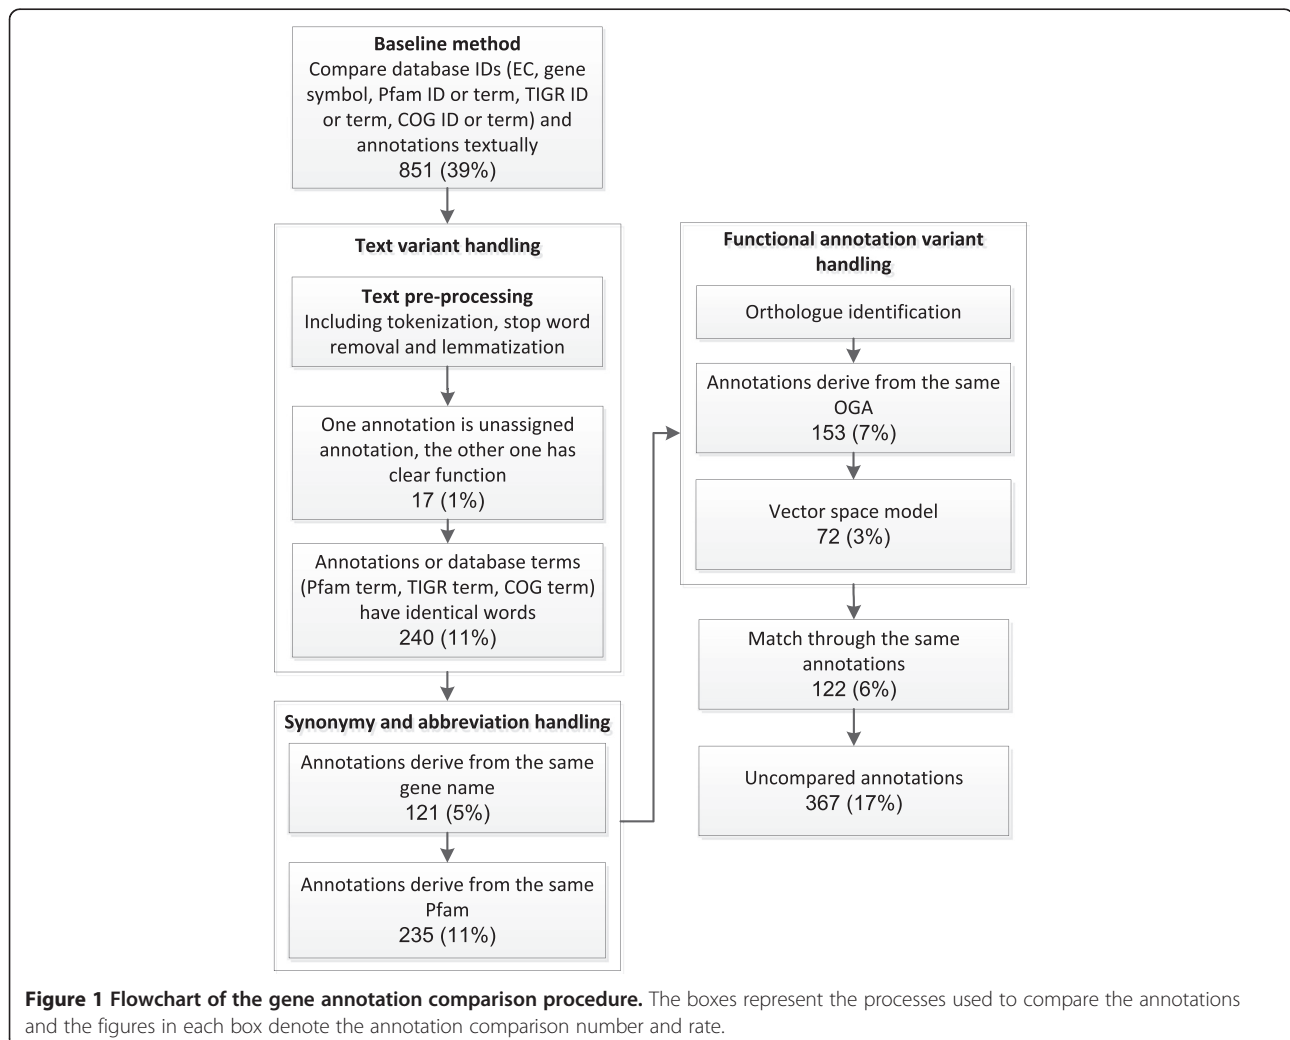 Baseline method
Compare database IDs (EC, gene
symbol, Pfam ID or term, TIGR ID
or term, COG ID or term) and
annotations textually
851 (39%)
Text variant handling
Text pre-processing
Including tokenization, stop word
removal and lemmatization
One annotation is unassigned
annotation, the other one has
clear function
17 (1%)
Annotations or database terms
(Pfam term, TIGR term, COG term)
have identical words
240 (11%)
Synonymy and abbreviation handling
Annotations derive from the same
gene name
121 (5%)
Annotations derive from the same
Pfam
235 (11%)
Functional annotation variant
handling
Orthologue identification
Annotations derive from the same
OGA
153 (7%)
Vector space model
72 (3%)
Match through the same
annotations
122 (6%)
Uncompared annotations
367 (17%)
Figure 1 Flowchart of the gene annotation comparison procedure. The boxes represent the processes used to compare the annotations
and the figures in each box denote the annotation comparison number and rate.